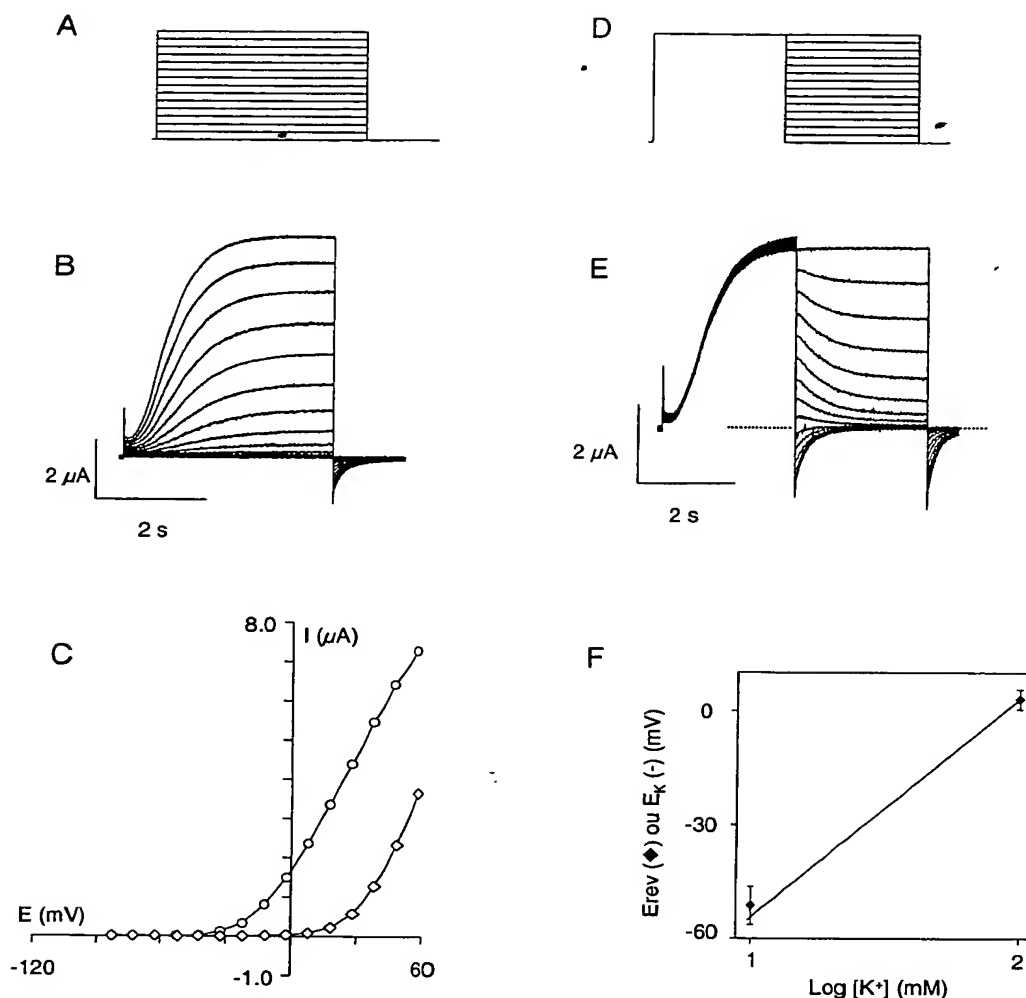 A
D
B
2 µA
2 s
E
2 µA
2 s
C
8.0
I (µA)
E (mV)
-120
-1.0
60
F
Erev (◆) ou EK (-) (mV)
0
-30
-60
1
2
Log [K+] (mM)